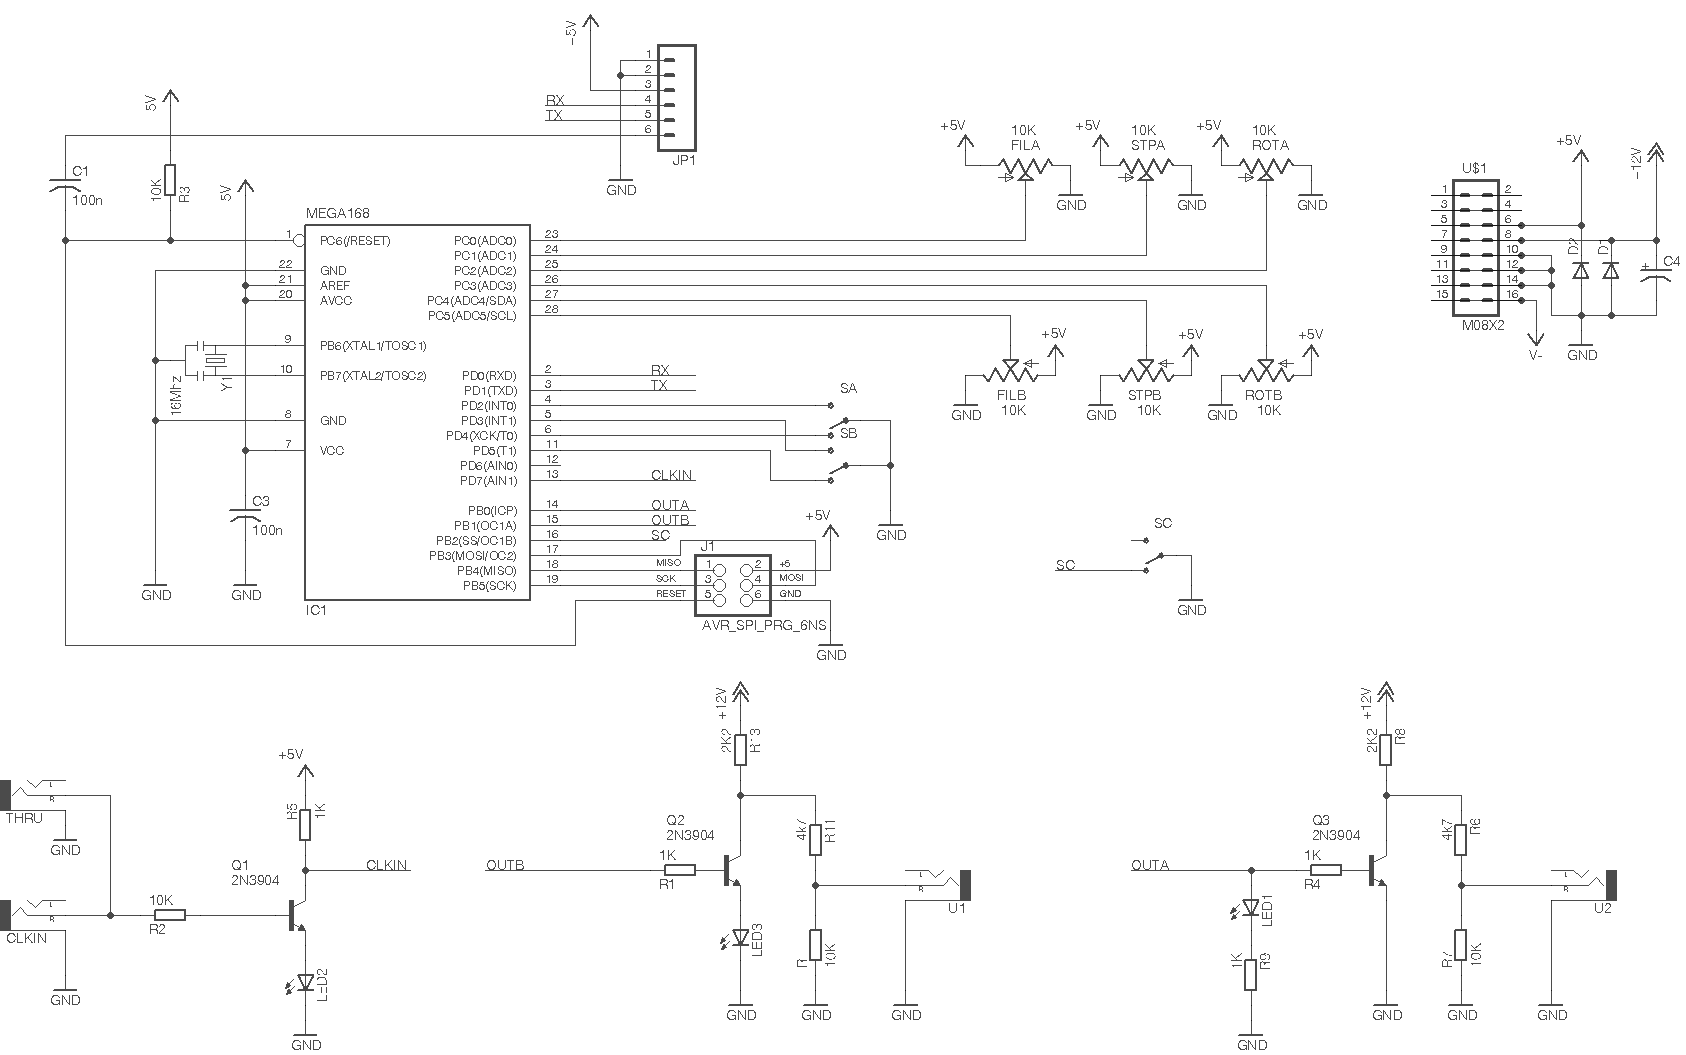 -5V
1
2
3
RX 4
TX 5
6
JP1
GND
5V
C1
100n
10K
R3
5V
MEGA168
1 PC6(/RESET)
22 GND
21 AREF
20 AVCC
9 PB6(XTAL1/TOSC1)
10 PB7(XTAL2/TOSC2)
8 GND
7 VCC
16Mhz
Y1
C3
100n
GND
GND
IC1
PC0(ADC0) 23
PC1(ADC1) 24
PC2(ADC2) 25
PC3(ADC3) 26
PC4(ADC4/SDA) 27
PC5(ADC5/SCL) 28
PD0(RXD) 2 RX
PD1(TXD) 3 TX
PD2(INT0) 4
PD3(INT1) 5
PD4(XCK/T0) 6
PD5(T1) 11
PD6(AIN0) 12
PD7(AIN1) 13 CLKIN
PB0(ICP) 14 OUTA
PB1(OC1A) 15 OUTB
PB2(SS/OC1B) 16 SC
PB3(MOSI/OC2) 17
PB4(MISO) 18
PB5(SCK) 19
SA
SB
GND
+5V
J1
MISO 1 2 +5
SCK 3 4 MOSI
RESET 5 6 GND
AVR_SPI_PRG_6NS
GND
+5V
10K
FILA
GND
+5V
10K
STPA
GND
+5V
10K
ROTA
GND
+5V
GND
FILB
10K
+5V
GND
STPB
10K
+5V
GND
ROTB
10K
SC
SC
GND
U$1
1 2
3 4
5 6
7 8
9 10
11 12
13 14
15 16
M08X2
V-
+5V
-12V
D2
D1
+
C4
GND
THRU
L
R
GND
CLKIN
L
R
GND
10K
R2
Q1
2N3904
+5V
R5
1K
CLKIN
LED2
GND
OUTB
1K
R1
Q2
2N3904
+12V
2K2
R13
4k7
R11
LED3
R
10K
GND
GND
GND
L
R
U1
OUTA
LED1
1K
R9
GND
1K
R4
Q3
2N3904
+12V
2K2
R8
4k7
R6
R7
10K
GND
GND
GND
L
R
U2